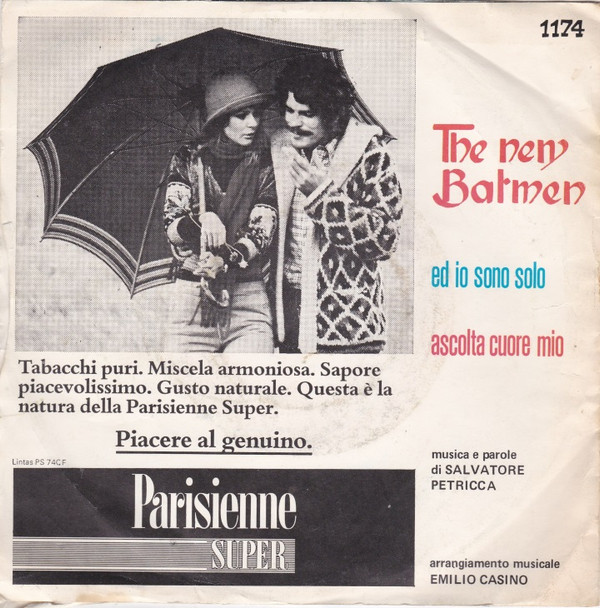 1174
The new
Batmen
ed io sono solo
ascolta cuore mio
Tabacchi puri. Miscela armoniosa. Sapore
piacevolissimo. Gusto naturale. Questa è la
natura della Parisienne Super.
Piacere al genuino.
Lintas PS 74CF
Parisienne
SUPER
musica e parole
di SALVATORE
PETRICCA
arrangiamento musicale
EMILIO CASINO